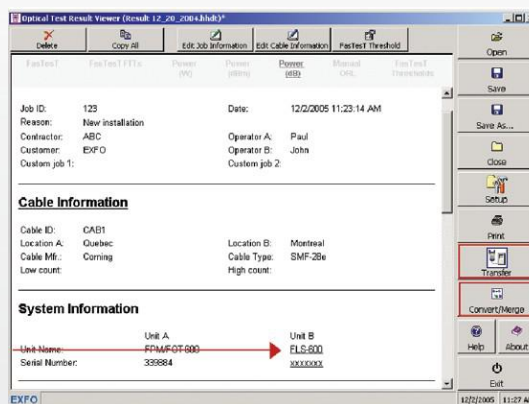 Optical Test Result Viewer (Result 12_20_2004.hhdt)*
Delete
Copy All
Edit Job Information
Edit Cable Information
FasTesT Threshold
FasTesT
FasTesT FTTx
Power (W)
Power (dBm)
Power (dB)
Manual ORL
FasTesT Thresholds
Job ID: 123 Date: 12/2/2005 11:23:14 AM
Reason: New installation
Contractor: ABC Operator A: Paul
Customer: EXFO Operator B: John
Custom job 1: Custom job 2:
Cable Information
Cable ID: CAB1
Location A: Quebec Location B: Montreal
Cable Mfr.: Corning Cable Type: SMF-28e
Low count: High count:
System Information
Unit A Unit B
Unit Name: FPM/FOT-600 FLS-600
Serial Number: 339884 xxxxxxx
Open
Save
Save As...
Close
Setup
Print
Transfer
Convert/Merge
Help
About
Exit
EXFO
12/2/2005 11:27 A